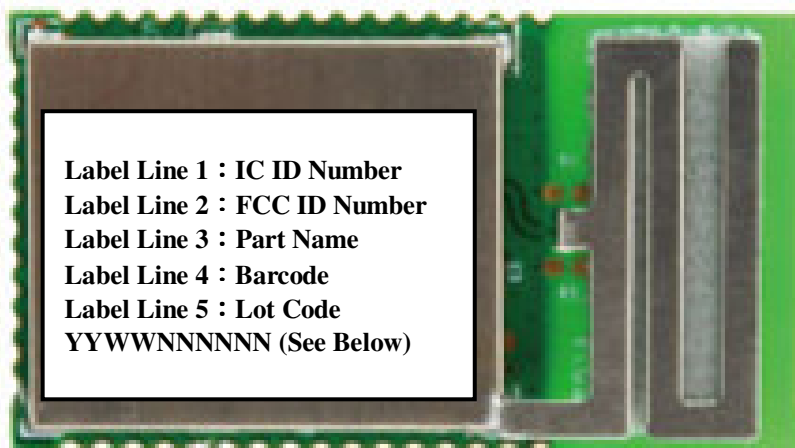 Label Line 1：IC ID Number
Label Line 2：FCC ID Number
Label Line 3：Part Name
Label Line 4：Barcode
Label Line 5：Lot Code
YYWWNNNNNN (See Below)